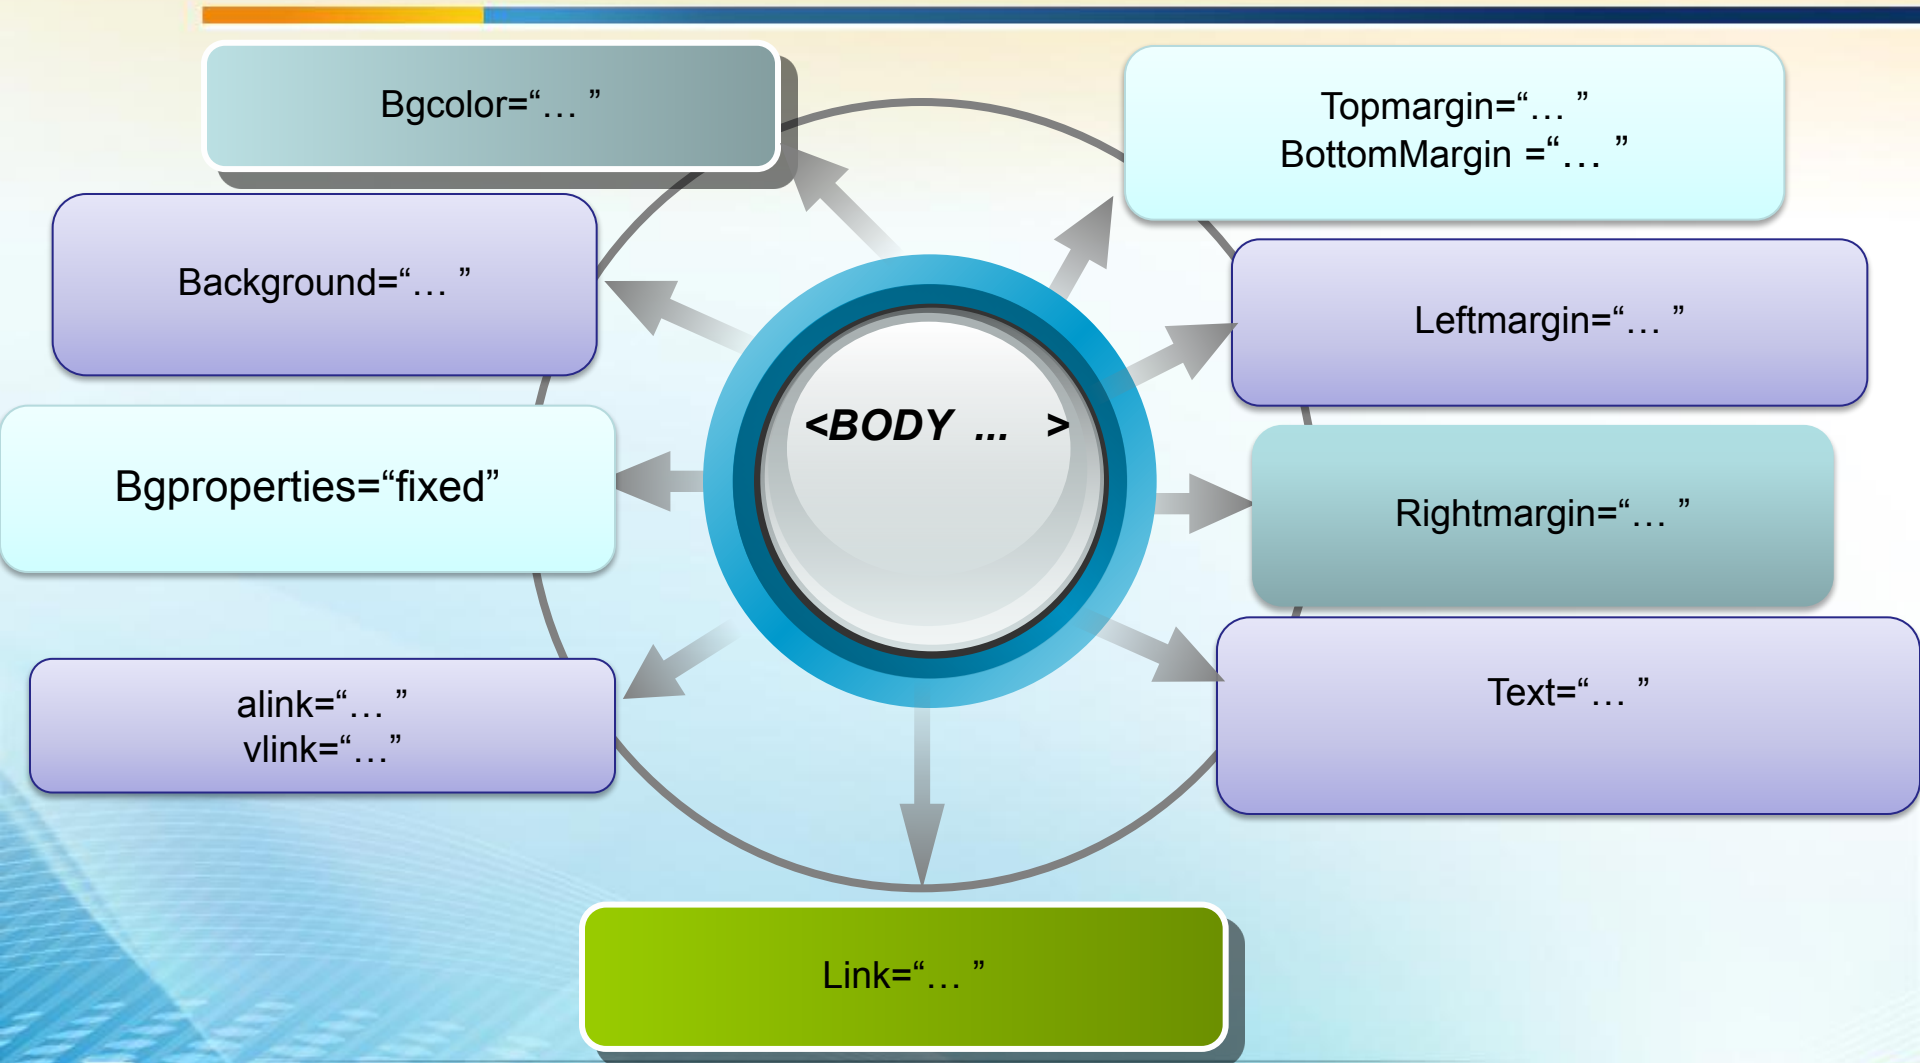 Bgcolor=“… ”
Topmargin=“… ”
BottomMargin =“… ”
Background=“… ”
Leftmargin=“… ”
<BODY ... >
Bgproperties=“fixed”
Rightmargin=“… ”
alink=“… ”
vlink=“…”
Text=“… ”
Link=“… ”